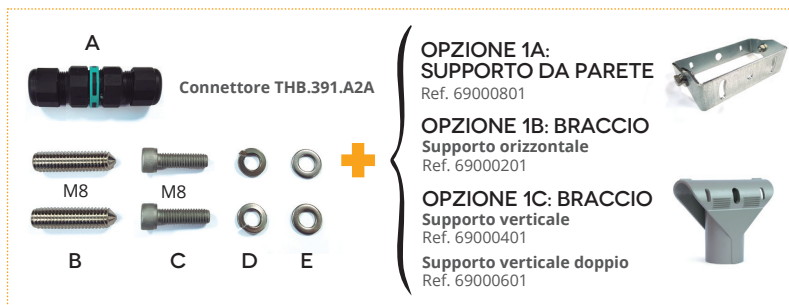 A
Connettore THB.391.A2A
M8
M8
B
C
D
E
OPZIONE 1A:
SUPPORTO DA PARETE
Ref. 69000801
OPZIONE 1B: BRACCIO
Supporto orizzontale
Ref. 69000201
OPZIONE 1C: BRACCIO
Supporto verticale
Ref. 69000401
Supporto verticale doppio
Ref. 69000601